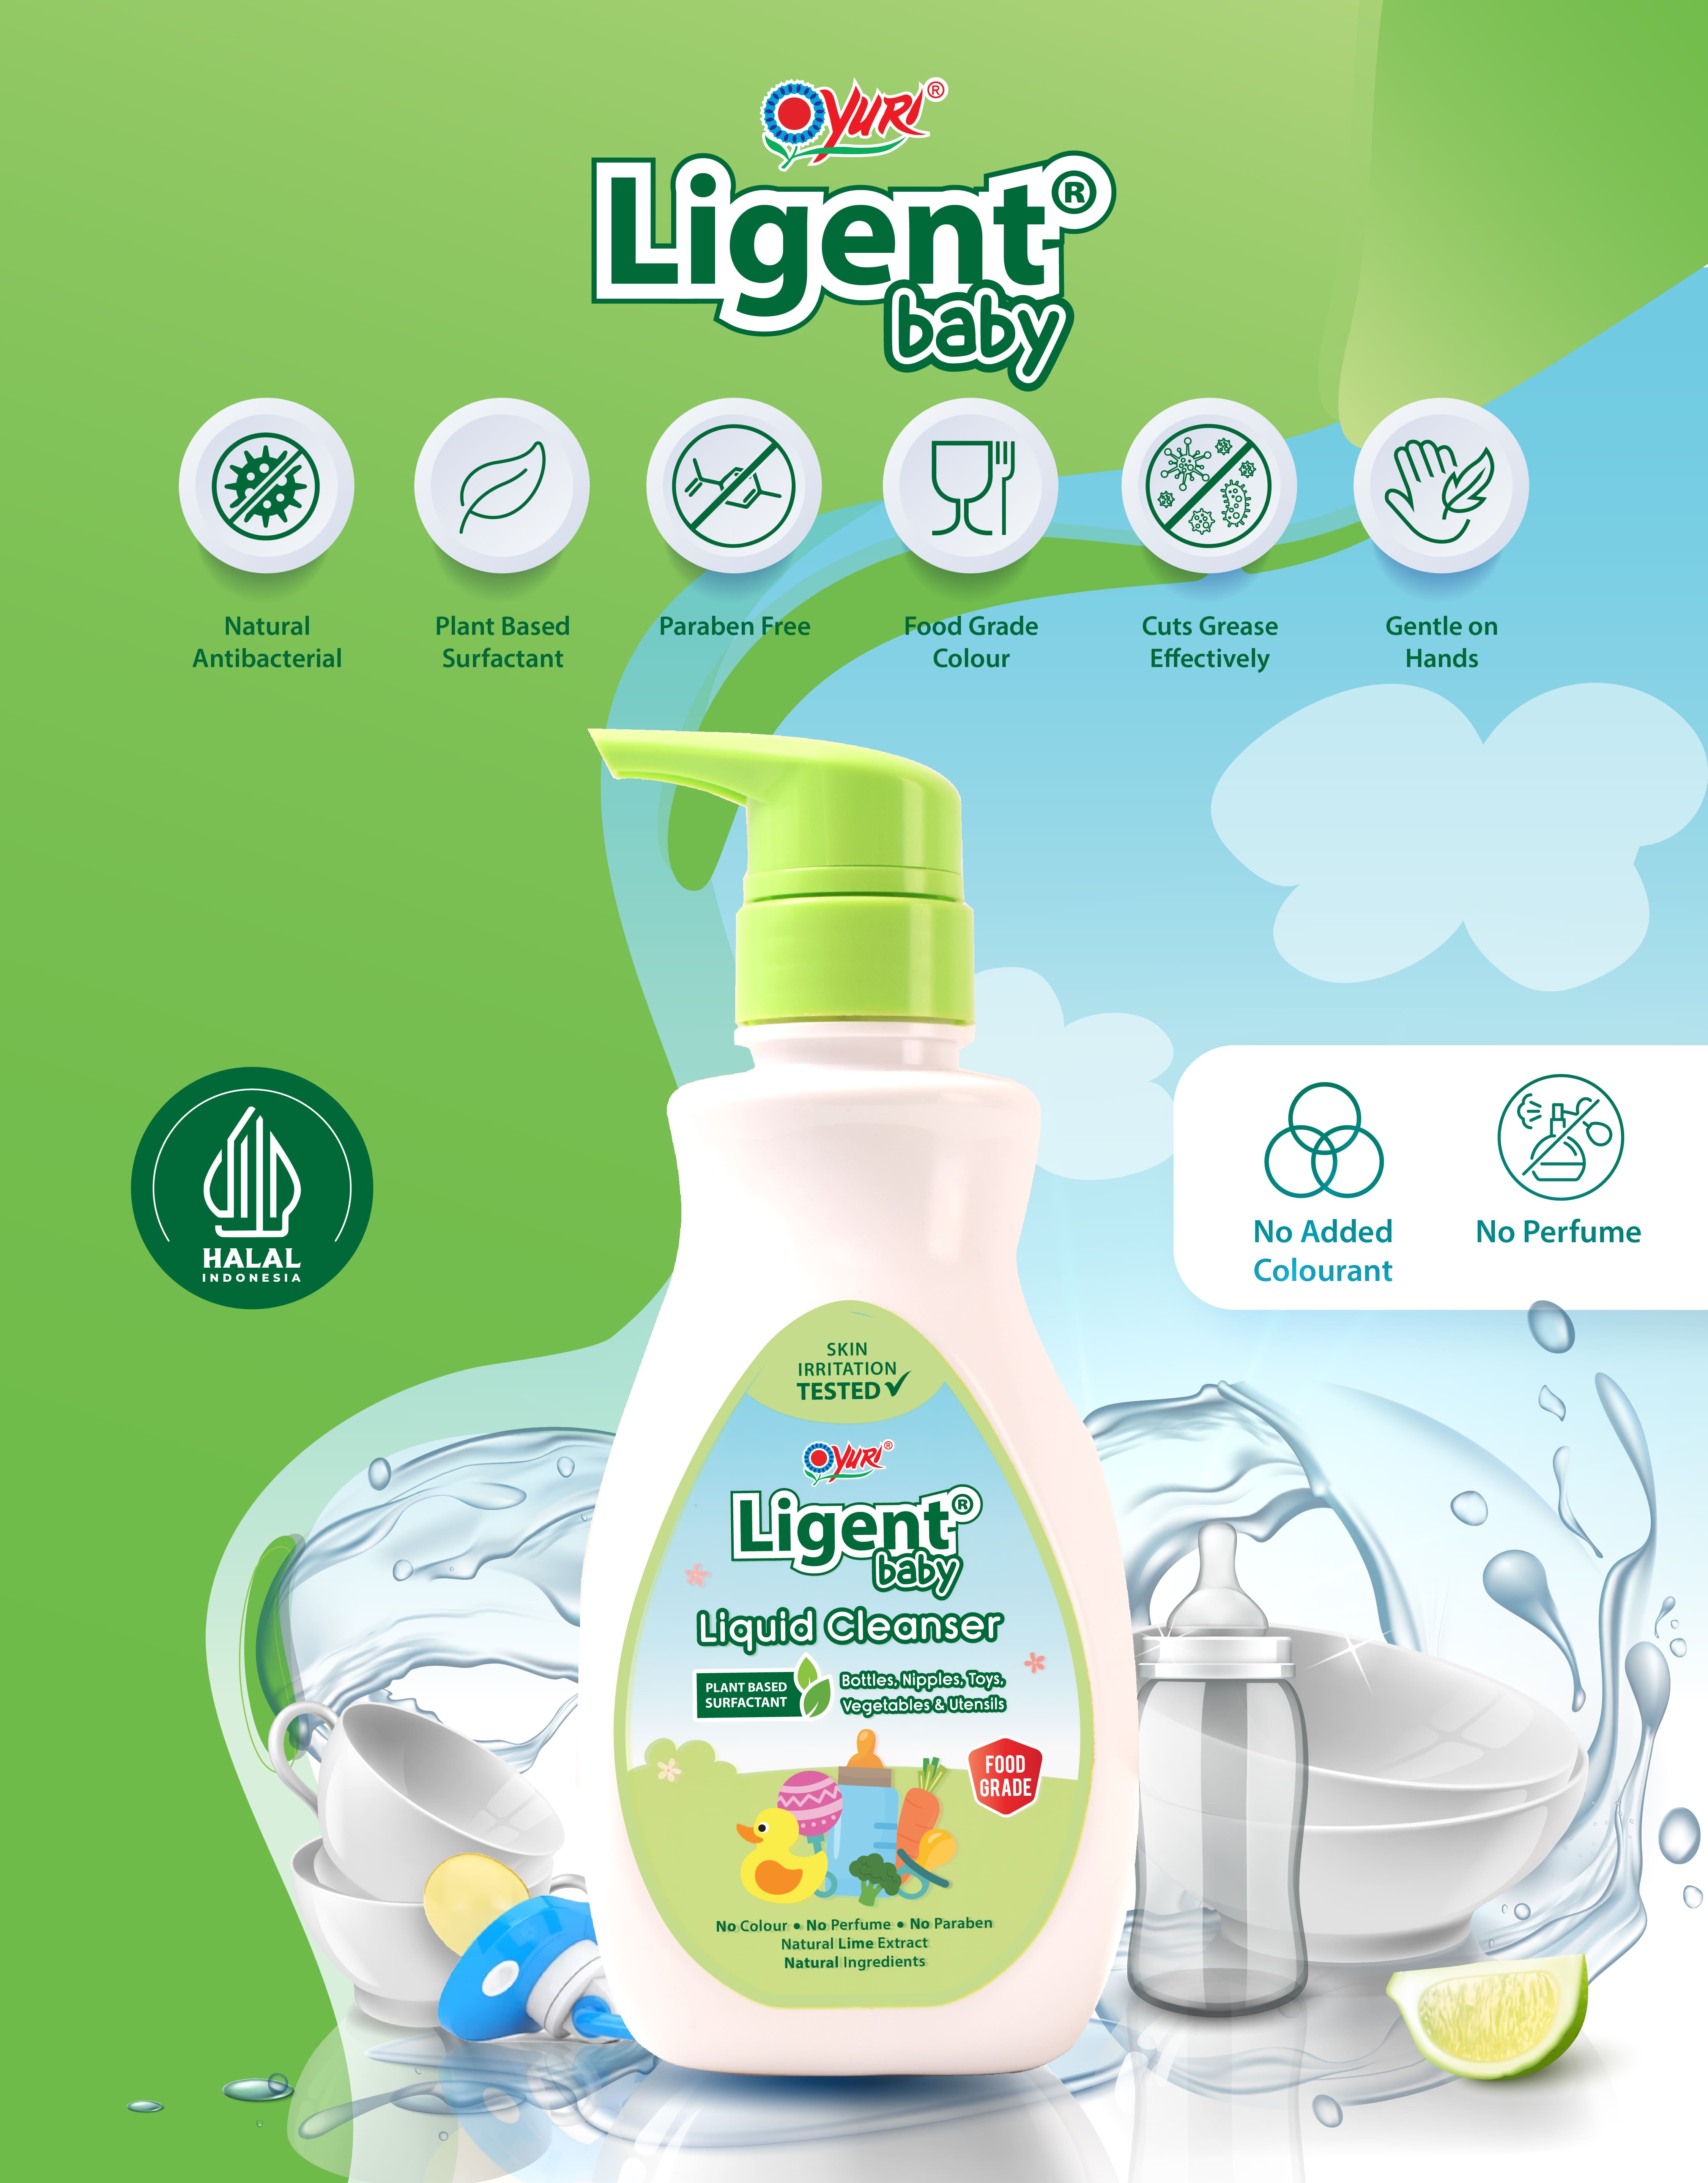 YURI®
Ligent®
baby
Natural
Antibacterial
Plant Based
Surfactant
Paraben Free
Food Grade
Colour
Cuts Grease
Effectively
Gentle on
Hands
HALAL
INDONESIA
No Added
Colourant
No Perfume
SKIN
IRRITATION
TESTED
YURI®
Ligent®
baby
Liquid Cleanser
PLANT BASED
SURFACTANT
Bottles, Nipples, Toys,
Vegetables & Utensils
FOOD
GRADE
No Colour • No Perfume • No Paraben
Natural Lime Extract
Natural Ingredients